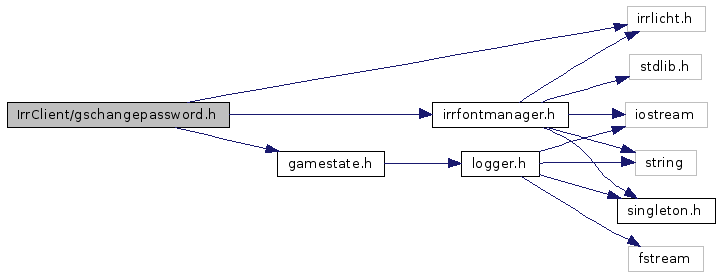 irrlicht.h
stdlib.h
IrrClient/gschangepassword.h
irrfontmanager.h
iostream
gamestate.h
logger.h
string
singleton.h
fstream